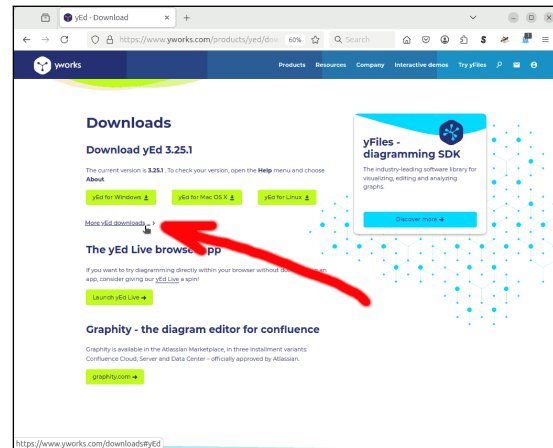 yEd - Download
https://www.yworks.com/products/yed/dow
60%
Search
yworks
Products Resources Company Interactive demos Try yFiles
Downloads
Download yEd 3.25.1
The current version is 3.25.1 . To check your version, open the Help menu and choose
About.
yEd for Windows
yEd for Mac OS X
yEd for Linux
More yEd downloads
The yEd Live browser app
If you want to try diagramming directly within your browser without an
app, consider giving our yEd Live a spin!
Launch yEd Live
Graphity - the diagram editor for confluence
Graphity is available in the Atlassian Marketplace, in three installment variants:
Confluence Cloud, Server and Data Center – officially approved by Atlassian.
graphity.com
yFiles -
diagramming SDK
The industry-leading software library for
visualizing, editing and analyzing
graphs.
Discover more
https://www.yworks.com/downloads#yEd